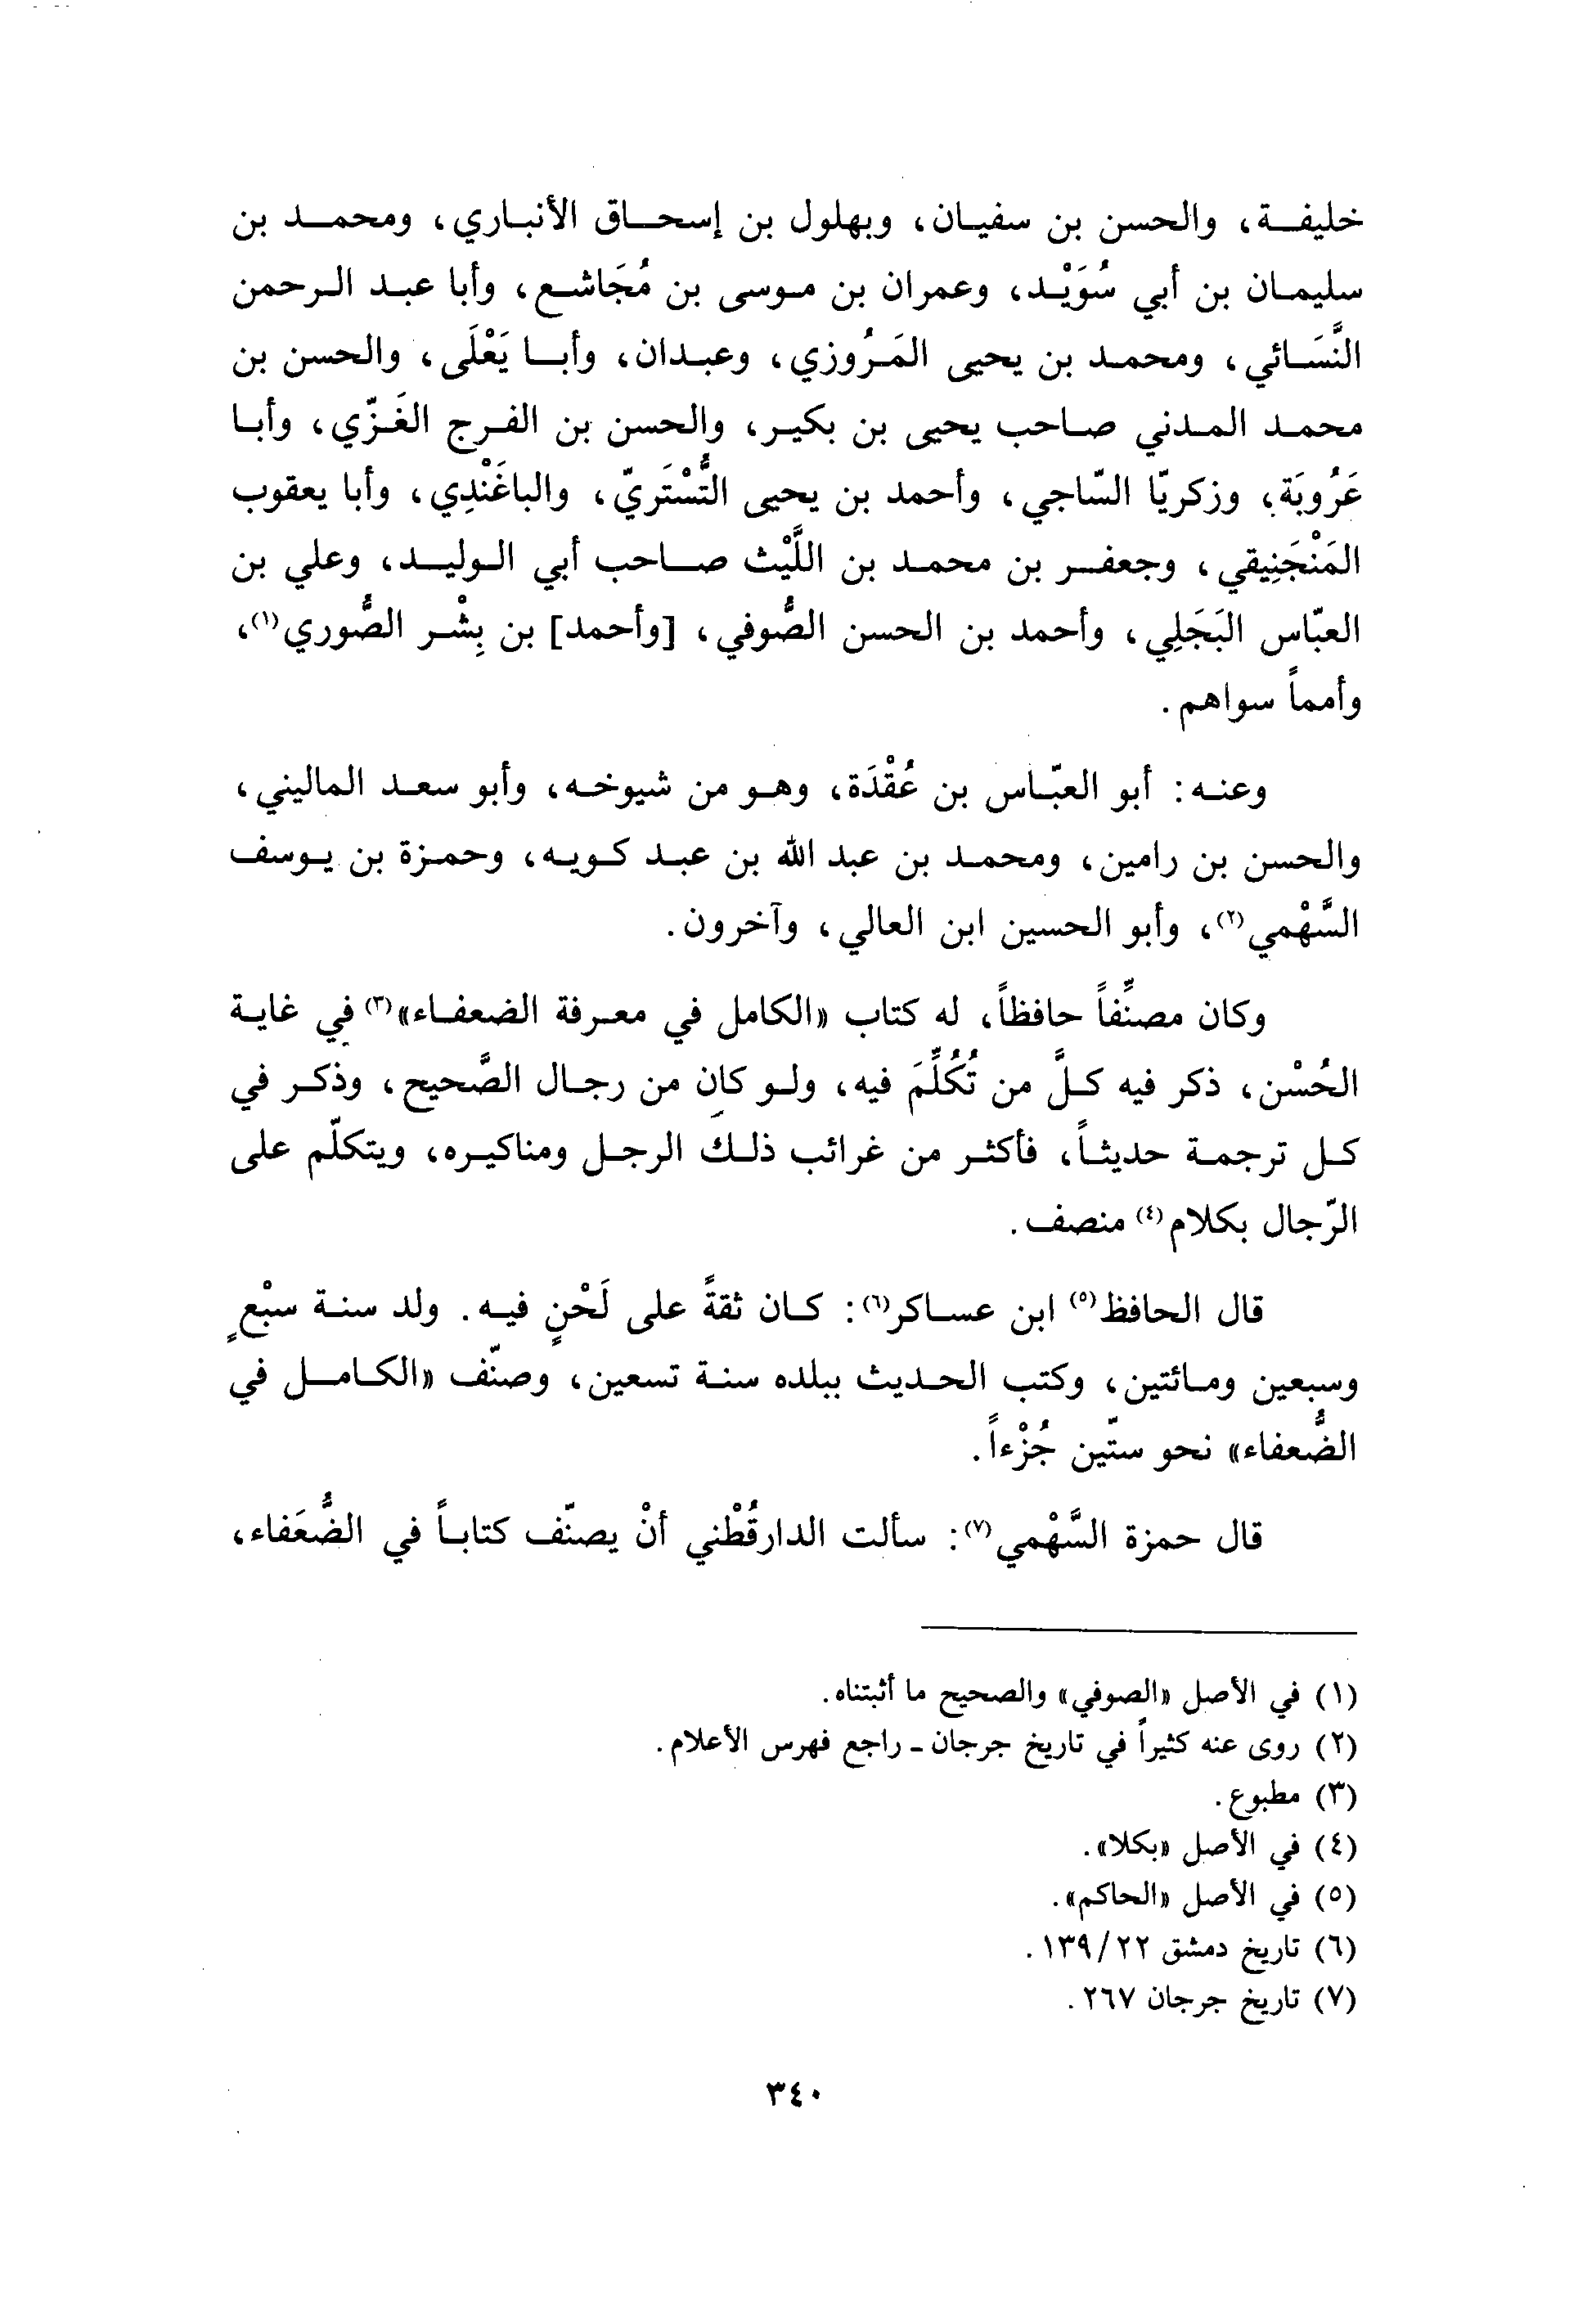 خليفة، والحسن بن سفيان، وبهلول بن إسحاق الأنباري، ومحمد بن
سليمان بن أبي سُوَيْد، وعمران بن موسى بن مُجَاشع، وأبا عبد الرحمن
النَّسَائي، ومحمد بن يحيى المَرُوزي، وعبدان، وأبا يَعْلَى، والحسن بن
محمد المدني صاحب يحيى بن بكير، والحسن بن الفرج الغَزّي، وأبا
عَرُوبَة، وزكريّا السّاجي، وأحمد بن يحيى التُّسْتَريّ، والباغَنْدِي، وأبا يعقوب
المَنْجَنِيقي، وجعفر بن محمد بن اللَّيْث صاحب أبي الوليد، وعلي بن
العبّاس البَجَلِي، وأحمد بن الحسن الصُّوفي، [وأحمد] بن بِشْر الصُّوري(١)،
وأمماً سواهم.
وعنه: أبو العبّاس بن عُقْدَة، وهو من شيوخه، وأبو سعد الماليني،
والحسن بن رامين، ومحمد بن عبد الله بن عبد كويه، وحمزة بن يوسف
السَّهْمي(٢)، وأبو الحسين ابن العالي، وآخرون.
وكان مصنِّفاً حافظاً، له كتاب «الكامل في معرفة الضعفاء»(٣) في غاية
الحُسْن، ذكر فيه كلَّ من تُكُلِّمَ فيه، ولو كان من رجال الصَّحيح، وذكر في
كل ترجمة حديثاً، فأكثر من غرائب ذلك الرجل ومناكيره، ويتكلّم على
الرّجال بكلام(٤) منصف.
قال الحافظ(٥) ابن عساكر(٦): كان ثقةً على لَحْنٍ فيه. ولد سنة سبْعٍ
وسبعين ومائتين، وكتب الحديث ببلده سنة تسعين، وصنّف «الكامل في
الضُّعفاء» نحو ستّين جُزْءاً.
قال حمزة السَّهْمي(٧): سألت الدارقُطْني أنْ يصنّف كتاباً في الضُّعَفاء،
(١) في الأصل «الصوفي» والصحيح ما أثبتناه.
(٢) روى عنه كثيراً في تاريخ جرجان - راجع فهرس الأعلام.
(٣) مطبوع.
(٤) في الأصل «بكلا».
(٥) في الأصل «الحاكم».
(٦) تاريخ دمشق ٢٢/ ١٣٩.
(٧) تاريخ جرجان ٢٦٧.
٣٤٠